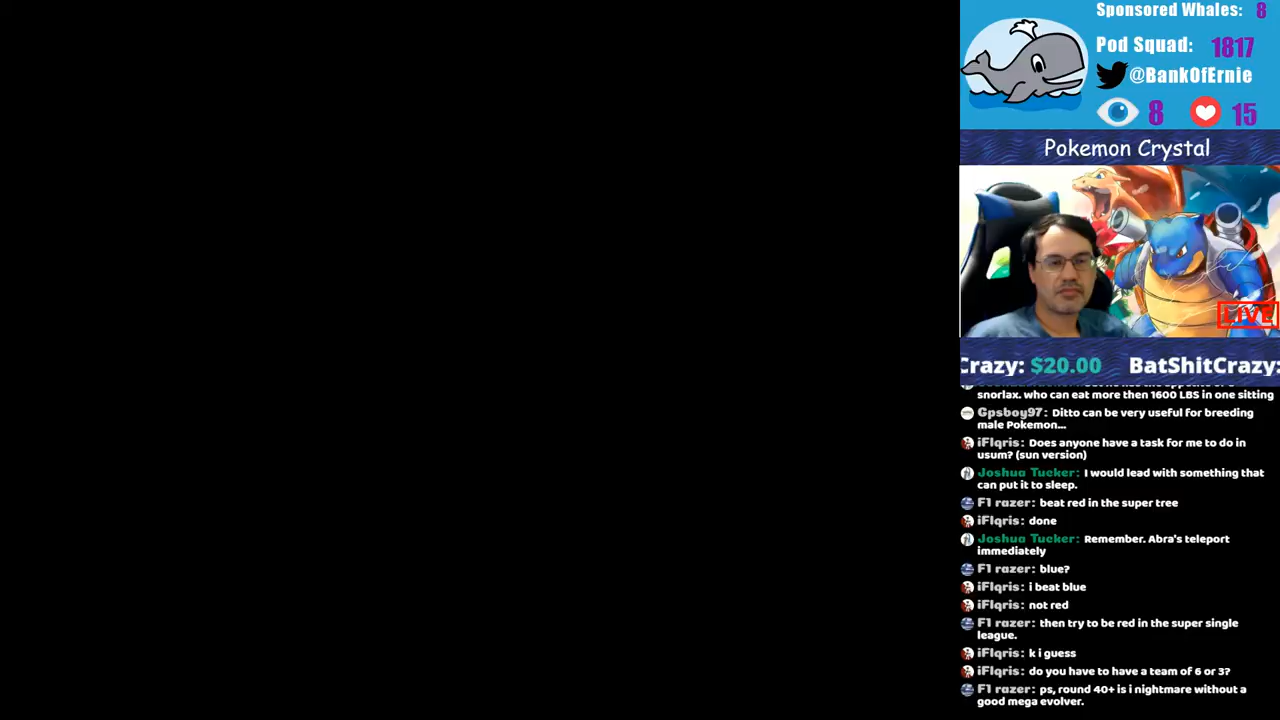 Sponsored Whales: 8
Pod Squad: 1817
@BankOfErnie
8 15
Pokemon Crystal
LIVE
Crazy: $20.00 BatShitCrazy:
snorlax. who can eat more then 1600 LBS in one sitting
Gpsboy97: Ditto can be very useful for breeding
male Pokemon...
iFlqris: Does anyone have a task for me to do in
usum? (sun version)
Joshua Tucker: I would lead with something that
can put it to sleep.
F1 razer: beat red in the super tree
iFlqris: done
Joshua Tucker: Remember. Abra's teleport
immediately
F1 razer: blue?
iFlqris: i beat blue
iFlqris: not red
F1 razer: then try to be red in the super single
league.
iFlqris: k i guess
iFlqris: do you have to have a team of 6 or 3?
F1 razer: ps, round 40+ is i nightmare without a
good mega evolver.